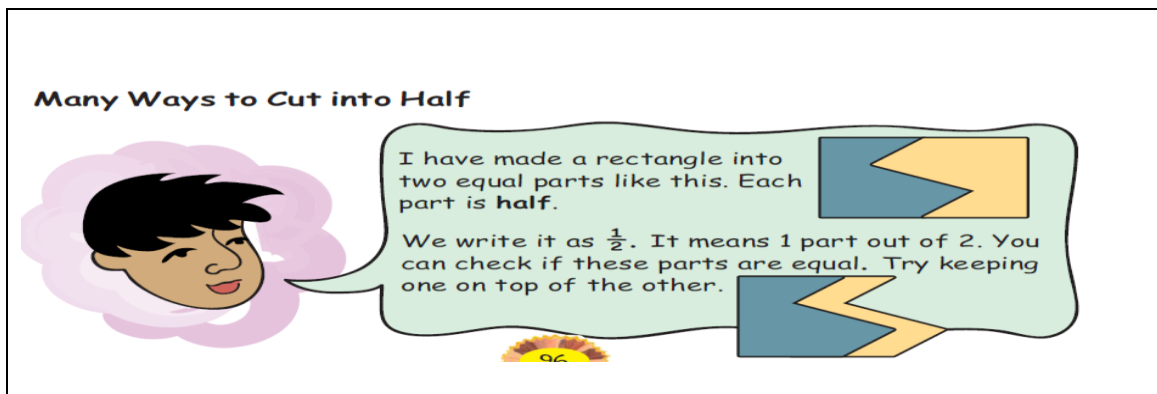 Many Ways to Cut into Half
I have made a rectangle into
two equal parts like this. Each
part is half.
We write it as 1/2. It means 1 part out of 2. You
can check if these parts are equal. Try keeping
one on top of the other.
96